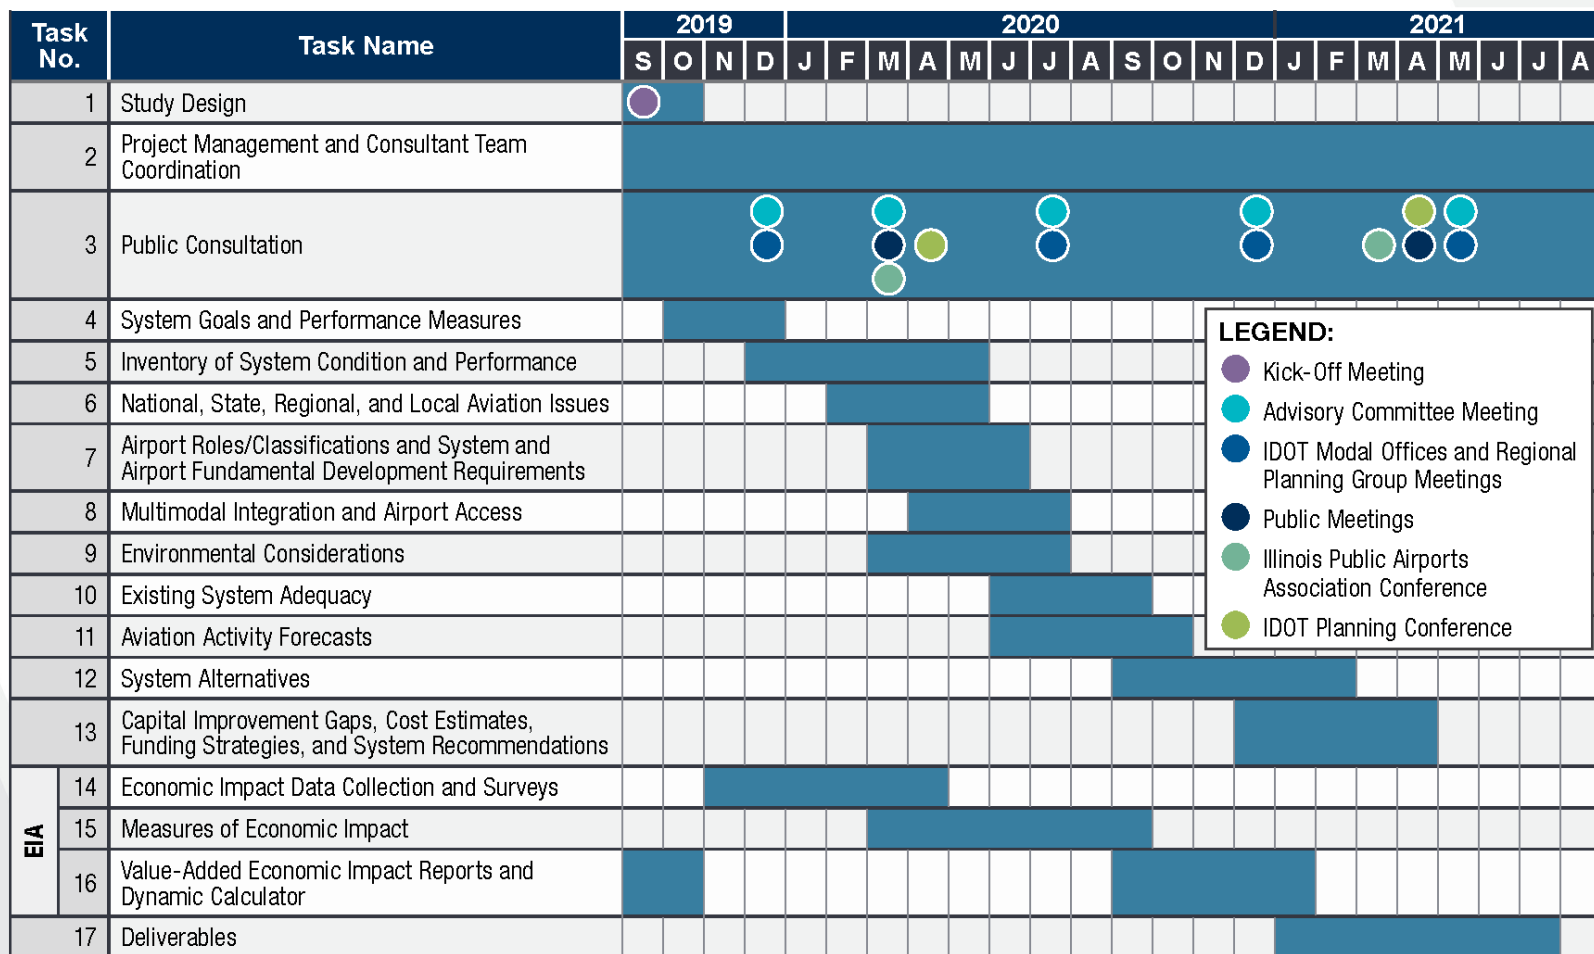 Task No.
Task Name
2019
2020
2021
S O N D J F M A M J J A S O N D J F M A M J J A
1 Study Design
2 Project Management and Consultant Team
Coordination
3 Public Consultation
4 System Goals and Performance Measures
5 Inventory of System Condition and Performance
6 National, State, Regional, and Local Aviation Issues
7 Airport Roles/Classifications and System and
Airport Fundamental Development Requirements
8 Multimodal Integration and Airport Access
9 Environmental Considerations
10 Existing System Adequacy
11 Aviation Activity Forecasts
12 System Alternatives
13 Capital Improvement Gaps, Cost Estimates,
Funding Strategies, and System Recommendations
EIA
14 Economic Impact Data Collection and Surveys
15 Measures of Economic Impact
16 Value-Added Economic Impact Reports and
Dynamic Calculator
17 Deliverables
LEGEND:
Kick-Off Meeting
Advisory Committee Meeting
IDOT Modal Offices and Regional
Planning Group Meetings
Public Meetings
Illinois Public Airports
Association Conference
IDOT Planning Conference